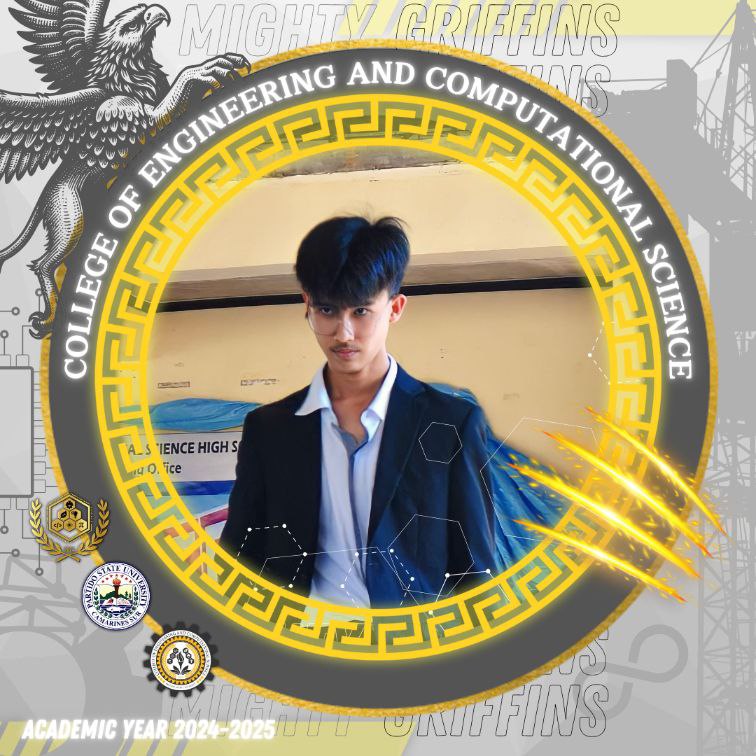 MIGHTY GRIFFINS
COLLEGE OF ENGINEERING AND COMPUTATIONAL SCIENCE
SCIENCE HIGH
Office
PARTIDO STATE UNIVERSITY
CAMARINES SUR
MIGHTY GRIFFINS
ACADEMIC YEAR 2024-2025